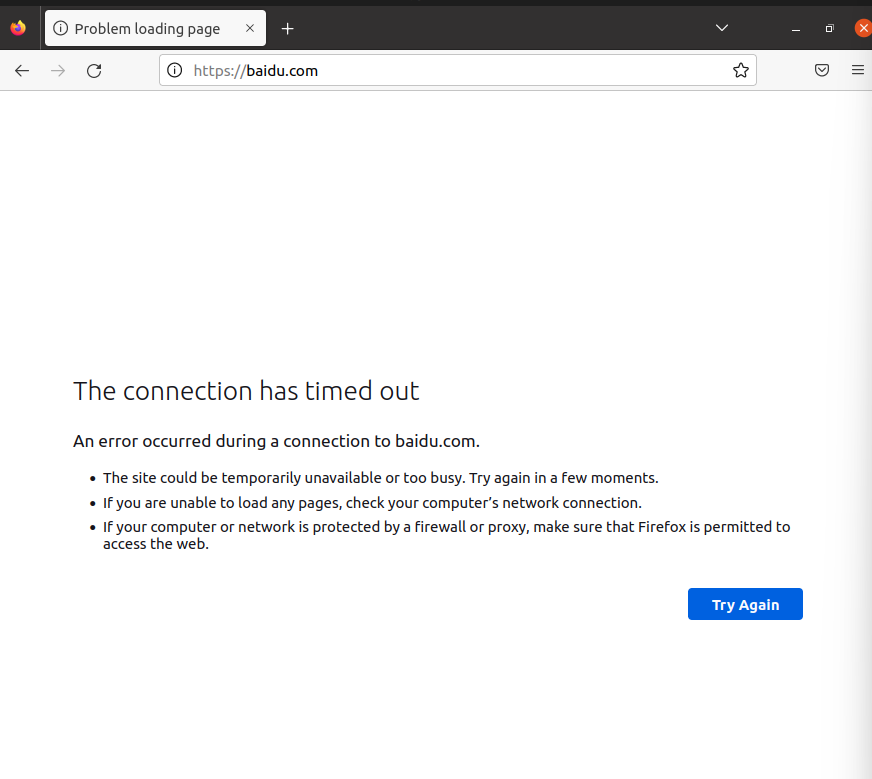 Problem loading page
https://baidu.com
The connection has timed out
An error occurred during a connection to baidu.com.
• The site could be temporarily unavailable or too busy. Try again in a few moments.
• If you are unable to load any pages, check your computer’s network connection.
• If your computer or network is protected by a firewall or proxy, make sure that Firefox is permitted to
access the web.
Try Again